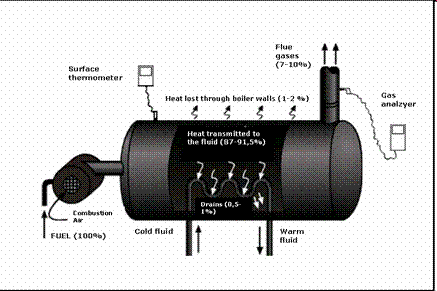 Surface
thermometer
Flue
gases
(7-10%)
Heat lost through boiler walls (1-2 %)
Gas
analzyer
Heat transmitted to
the fluid (87-91,5%)
Drains (0,5-
1%)
Combustion
Air
FUEL (100%)
Cold fluid
Warm
fluid